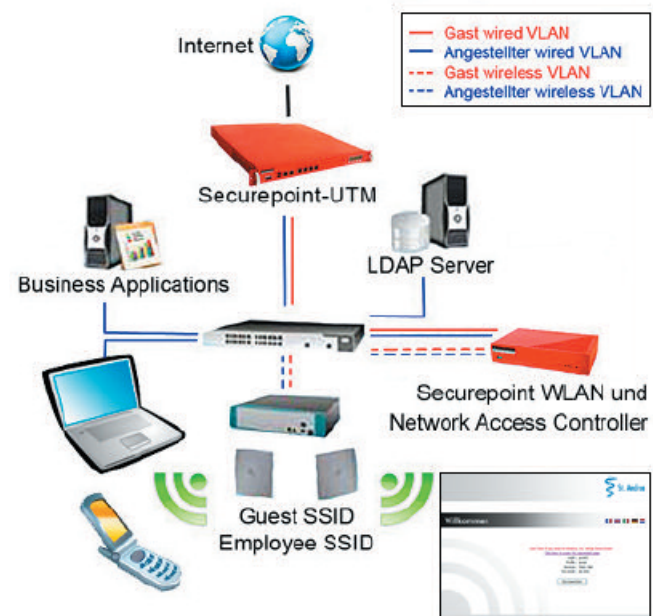 Internet
Gast wired VLAN
Angestellter wired VLAN
Gast wireless VLAN
Angestellter wireless VLAN
Securepoint-UTM
Business Applications
LDAP Server
Securepoint WLAN und
Network Access Controller
Guest SSID
Employee SSID
Willkommen